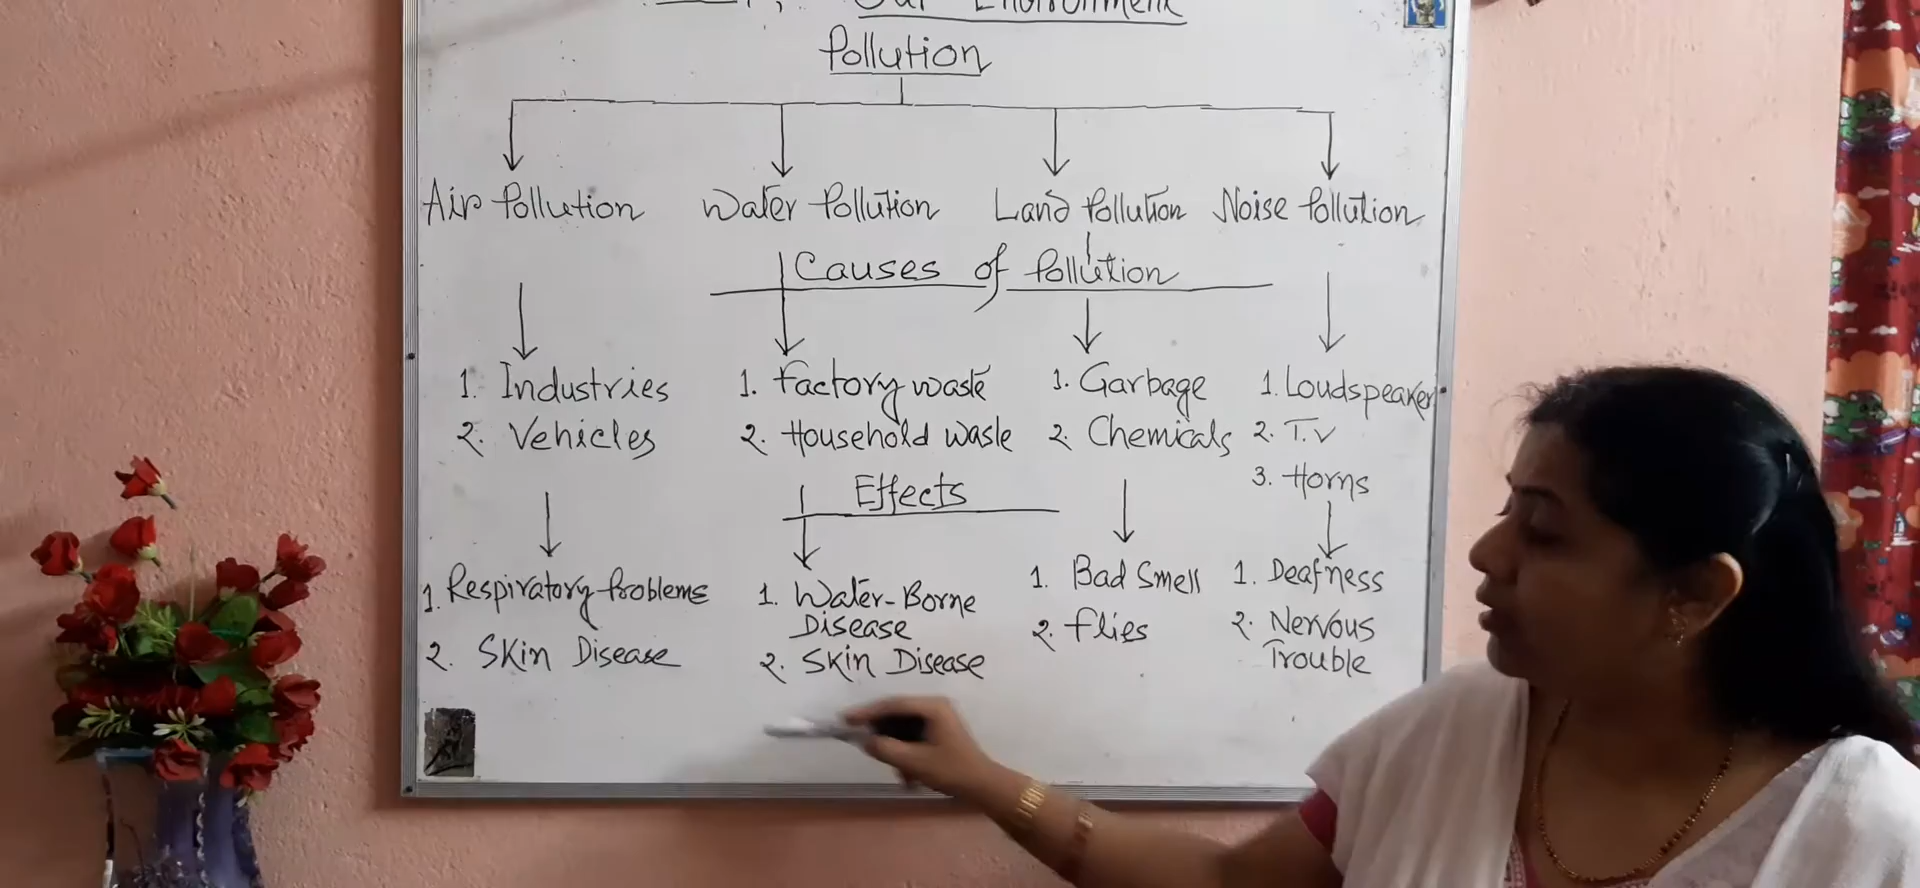 Our Environment
Pollution
Air Pollution Water Pollution Land Pollution Noise Pollution
Causes of Pollution
1. Industries 1. Factory waste 1. Garbage 1. Loudspeaker
2. Vehicles 2. Household waste 2. Chemicals 2. T.V
3. Horns
Effects
1. Respiratory Problems 1. Water-Borne Disease 1. Bad Smell 1. Deafness
2. Skin Disease 2. Skin Disease 2. Flies 2. Nervous Trouble